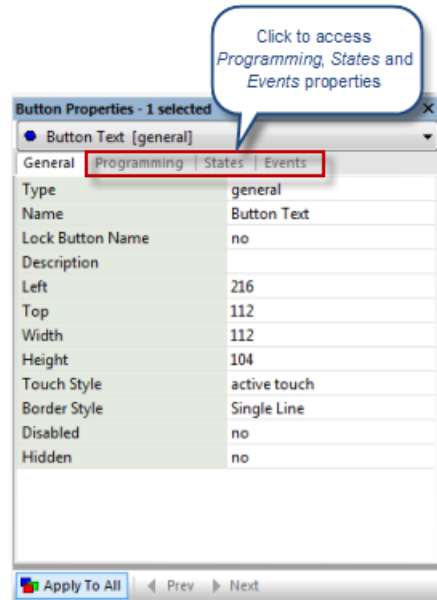 Click to access
Programming, States and
Events properties
Button Properties - 1 selected
Button Text [general]
General | Programming | States | Events
Type general
Name Button Text
Lock Button Name no
Description
Left 216
Top 112
Width 112
Height 104
Touch Style active touch
Border Style Single Line
Disabled no
Hidden no
Apply To All Prev Next